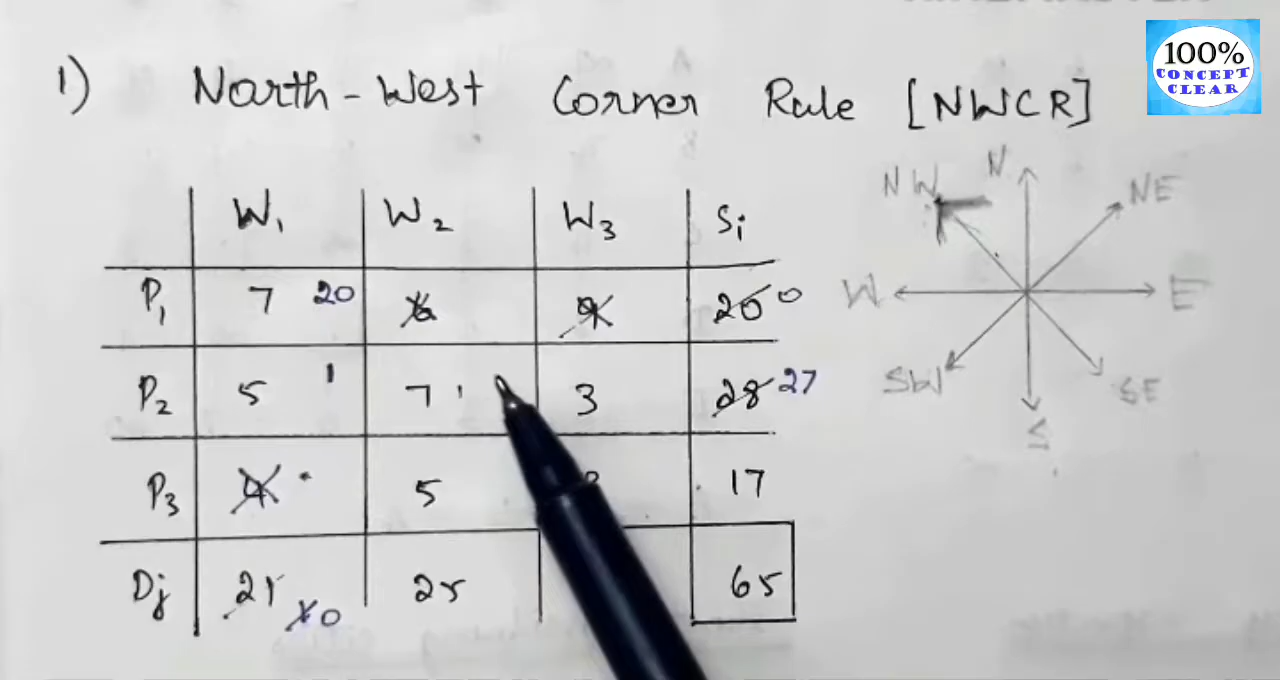 100%
CONCEPT
CLEAR
1) North-West Corner Rule [NWCR]
NW N NE
W1 W2 W3 Si
P1 7 20 6 9 20 0
W E
P2 5 1 7 3 28 27
SW S SE
P3 4 5 17
Dj 21 1 0 25 65